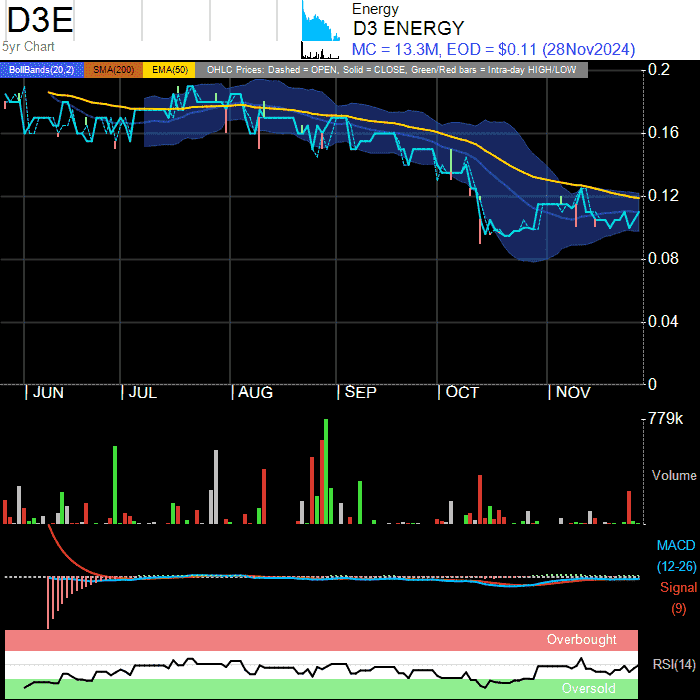 D3E
5yr Chart
Energy
D3 ENERGY
MC = 13.3M, EOD = $0.11 (28Nov2024)
BollBands(20,2) SMA(200) EMA(50) OHLC Prices: Dashed = OPEN, Solid = CLOSE, Green/Red bars = Intra-day HIGH/LOW
0.2
0.16
0.12
0.08
0.04
0
JUN JUL AUG SEP OCT NOV
779k
Volume
MACD
(12-26)
Signal
(9)
Overbought
RSI(14)
Oversold